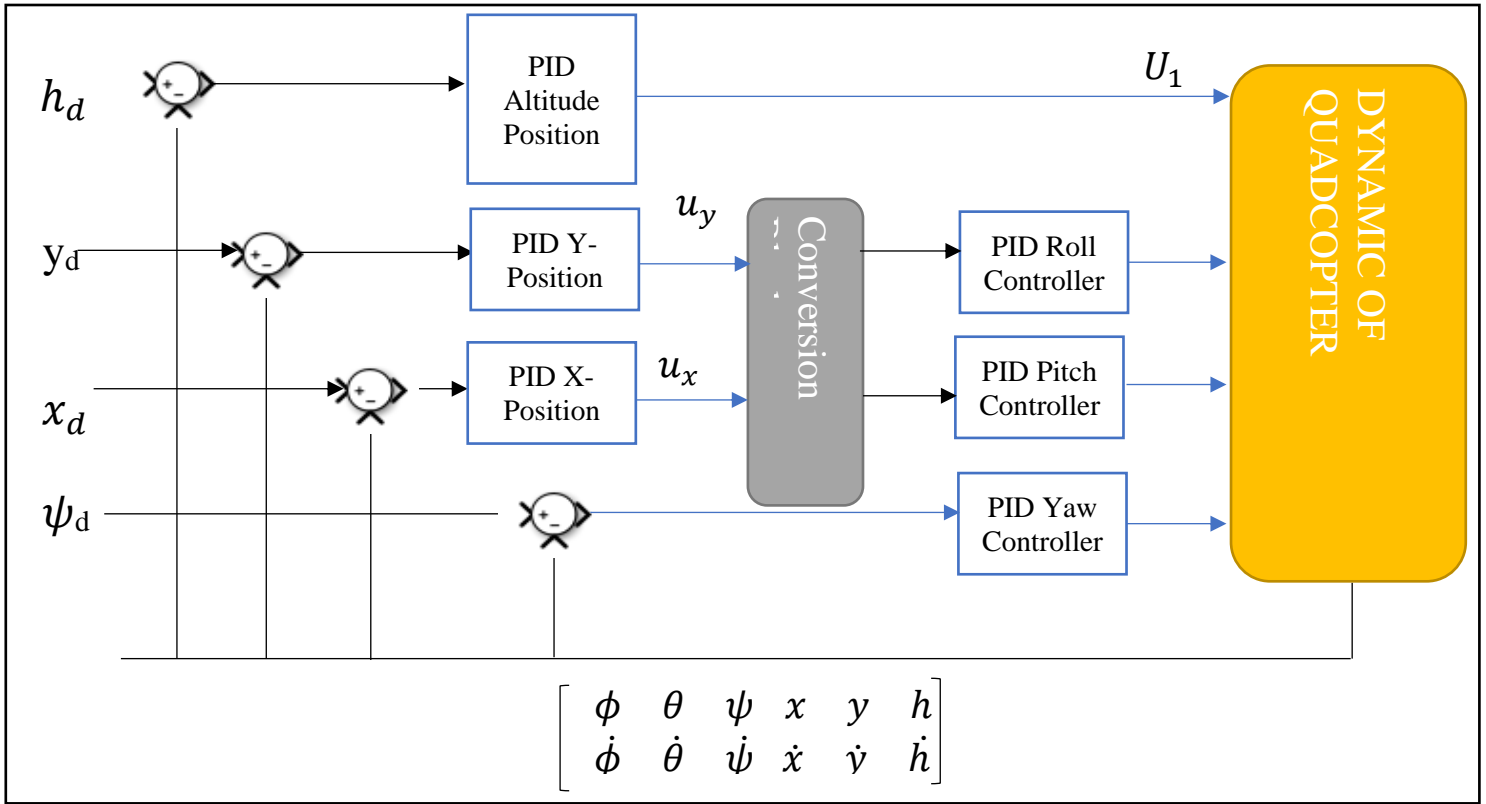 h_d
+
−
PID
Altitude
Position
U_1
DYNAMIC OF
QUADCOPTER
y_d
+
−
PID Y-
Position
u_y
Conversion
PID Roll
Controller
x_d
+
−
PID X-
Position
u_x
PID Pitch
Controller
ψ_d
+
−
PID Yaw
Controller
ϕ θ ψ x y h
ϕ̇ θ̇ ψ̇ ẋ ẏ ḣ